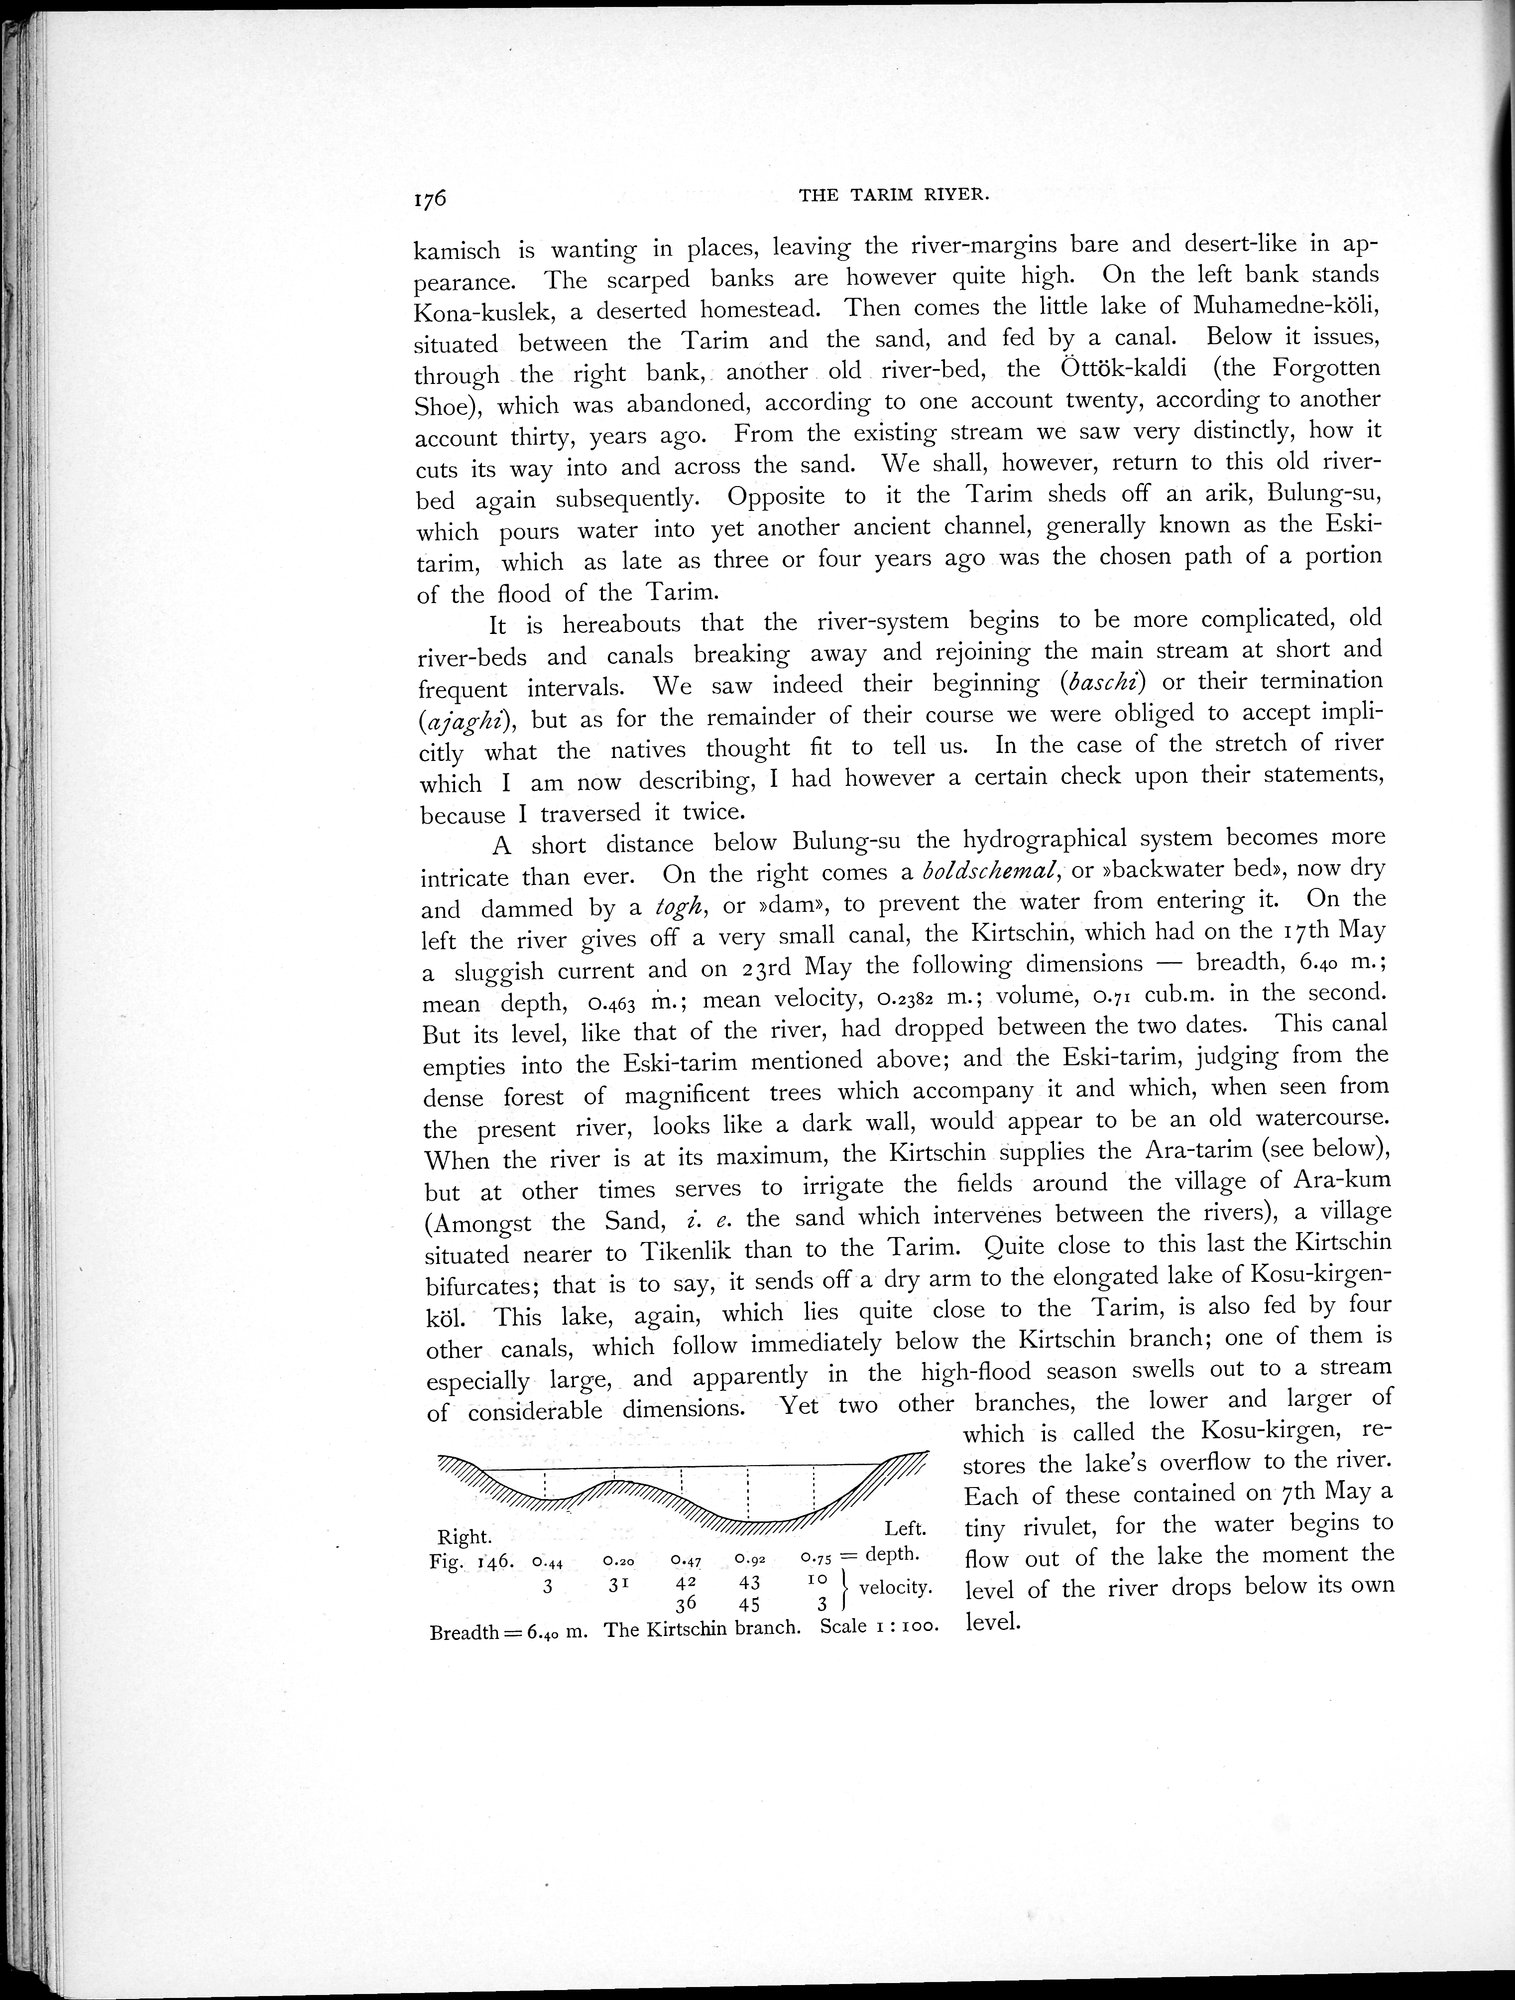 176 THE TARIM RIYER.
kamisch is wanting in places, leaving the river-margins bare and desert-like in ap-
pearance. The scarped banks are however quite high. On the left bank stands
Kona-kuslek, a deserted homestead. Then comes the little lake of Muhamedne-köli,
situated between the Tarim and the sand, and fed by a canal. Below it issues,
through the right bank, another old river-bed, the Öttök-kaldi (the Forgotten
Shoe), which was abandoned, according to one account twenty, according to another
account thirty, years ago. From the existing stream we saw very distinctly, how it
cuts its way into and across the sand. We shall, however, return to this old river-
bed again subsequently. Opposite to it the Tarim sheds off an arik, Bulung-su,
which pours water into yet another ancient channel, generally known as the Eski-
tarim, which as late as three or four years ago was the chosen path of a portion
of the flood of the Tarim.
It is hereabouts that the river-system begins to be more complicated, old
river-beds and canals breaking away and rejoining the main stream at short and
frequent intervals. We saw indeed their beginning (baschi) or their termination
(ajaghi), but as for the remainder of their course we were obliged to accept impli-
citly what the natives thought fit to tell us. In the case of the stretch of river
which I am now describing, I had however a certain check upon their statements,
because I traversed it twice.
A short distance below Bulung-su the hydrographical system becomes more
intricate than ever. On the right comes a boldschemal, or »backwater bed», now dry
and dammed by a togh, or »dam», to prevent the water from entering it. On the
left the river gives off a very small canal, the Kirtschin, which had on the 17th May
a sluggish current and on 23rd May the following dimensions — breadth, 6.40 m.;
mean depth, 0.463 m.; mean velocity, 0.2382 m.; volume, 0.71 cub.m. in the second.
But its level, like that of the river, had dropped between the two dates. This canal
empties into the Eski-tarim mentioned above; and the Eski-tarim, judging from the
dense forest of magnificent trees which accompany it and which, when seen from
the present river, looks like a dark wall, would appear to be an old watercourse.
When the river is at its maximum, the Kirtschin supplies the Ara-tarim (see below),
but at other times serves to irrigate the fields around the village of Ara-kum
(Amongst the Sand, i. e. the sand which intervenes between the rivers), a village
situated nearer to Tikenlik than to the Tarim. Quite close to this last the Kirtschin
bifurcates; that is to say, it sends off a dry arm to the elongated lake of Kosu-kirgen-
köl. This lake, again, which lies quite close to the Tarim, is also fed by four
other canals, which follow immediately below the Kirtschin branch; one of them is
especially large, and apparently in the high-flood season swells out to a stream
of considerable dimensions. Yet two other branches, the lower and larger of
which is called the Kosu-kirgen, re-
stores the lake's overflow to the river.
Each of these contained on 7th May a
tiny rivulet, for the water begins to
flow out of the lake the moment the
level of the river drops below its own
level.
Right. Left.
Fig. 146. 0.44 0.20 0.47 0.92 0.75 = depth.
3 31 42 43 10 } velocity.
36 45 3
Breadth = 6.40 m. The Kirtschin branch. Scale 1 : 100.